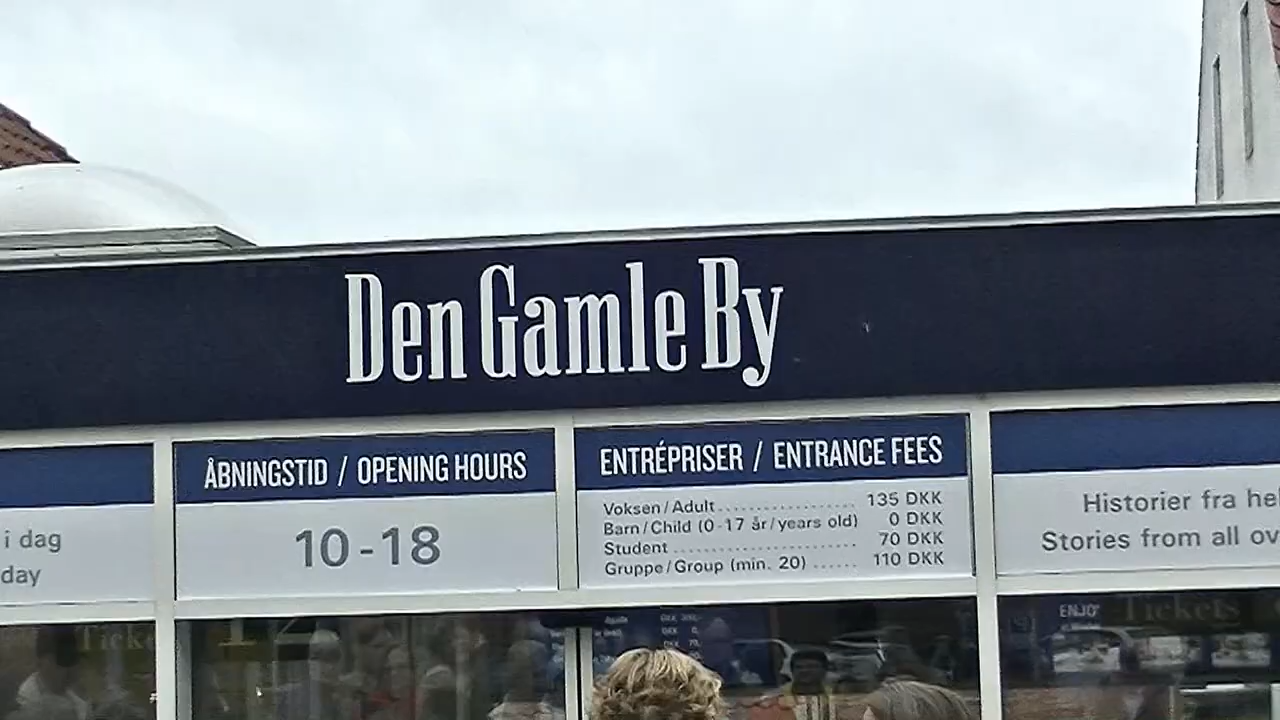 Den Gamle By
i dag
day
ÅBNINGSTID / OPENING HOURS
10-18
ENTRÉPRISER / ENTRANCE FEES
Voksen/Adult.................... 135 DKK
Barn/Child (0-17 år/years old) 0 DKK
Student........................... 70 DKK
Gruppe/Group (min. 20) ...... 110 DKK
Historier fra
Stories from all
Tickets